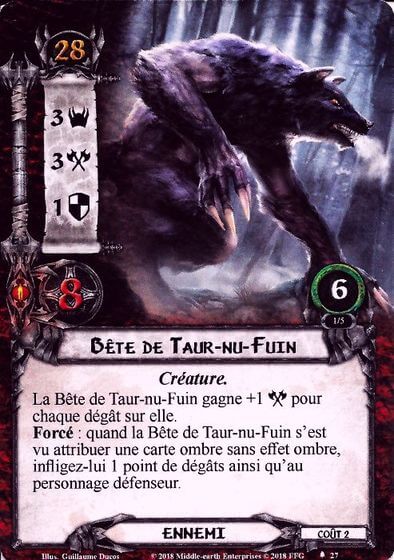 28
3
3
1
8
6
1/5
Bête de Taur-nu-Fuin
Créature.
La Bête de Taur-nu-Fuin gagne +1 pour
chaque dégât sur elle.
Forcé : quand la Bête de Taur-nu-Fuin s'est
vu attribuer une carte ombre sans effet ombre,
infligez-lui 1 point de dégâts ainsi qu'au
personnage défenseur.
ENNEMI
COÛT 2
Illus. Guillaume Ducos © 2018 Middle-earth Enterprises © 2018 FFG 27